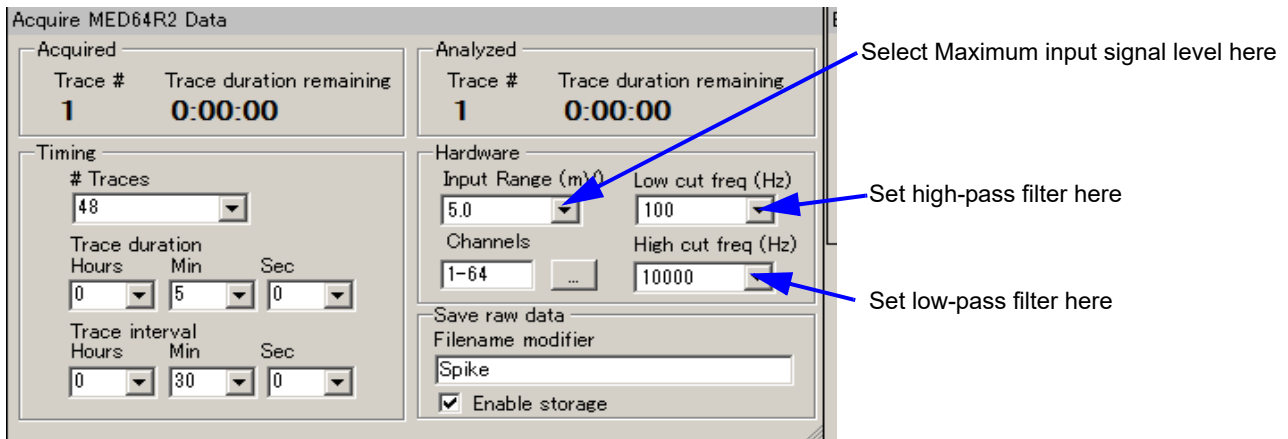 Acquire MED64R2 Data
Acquired
Trace # Trace duration remaining
1 0:00:00
Analyzed
Trace # Trace duration remaining
1 0:00:00
Timing
# Traces
48
Trace duration
Hours Min Sec
0 5 0
Trace interval
Hours Min Sec
0 30 0
Hardware
Input Range (mV) Low cut freq (Hz)
5.0 100
Channels High cut freq (Hz)
1-64 ... 10000
Save raw data
Filename modifier
Spike
Enable storage
Select Maximum input signal level here
Set high-pass filter here
Set low-pass filter here